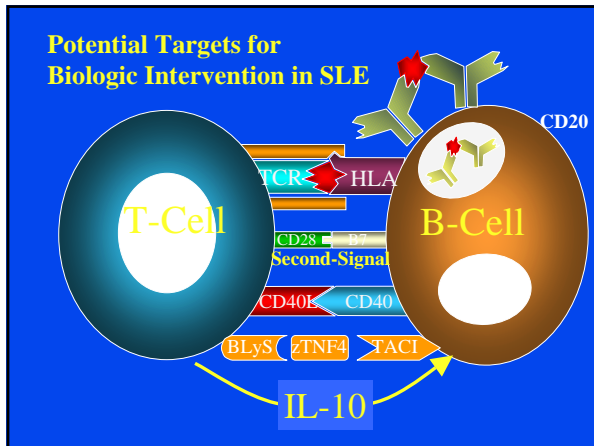 Potential Targets for
Biologic Intervention in SLE
CD20
TCR HLA
T-Cell B-Cell
CD28 B7
Second-Signal
CD40L CD40
BLyS zTNF4 TACI
IL-10